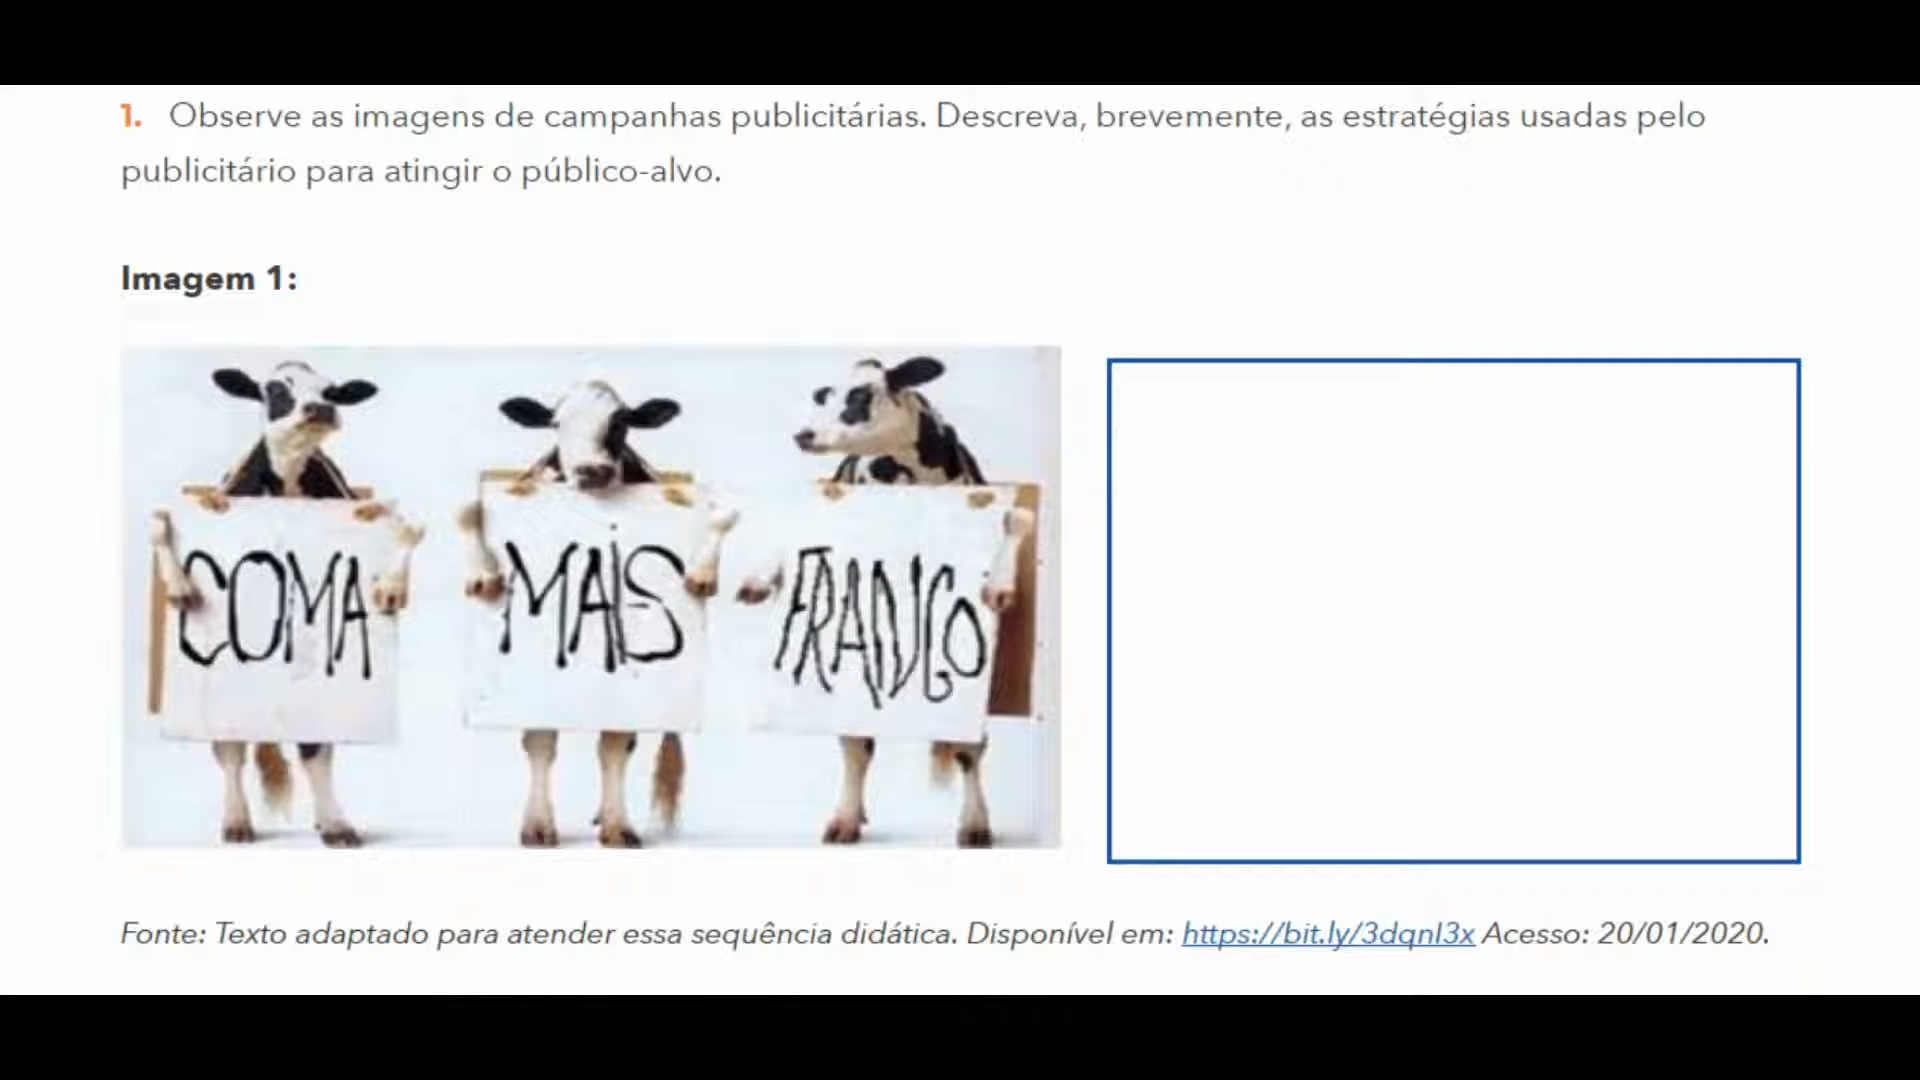 1. Observe as imagens de campanhas publicitárias. Descreva, brevemente, as estratégias usadas pelo
publicitário para atingir o público-alvo.
Imagem 1:
COMA MAIS FRANGO
Fonte: Texto adaptado para atender essa sequência didática. Disponível em: https://bit.ly/3dqnl3x Acesso: 20/01/2020.